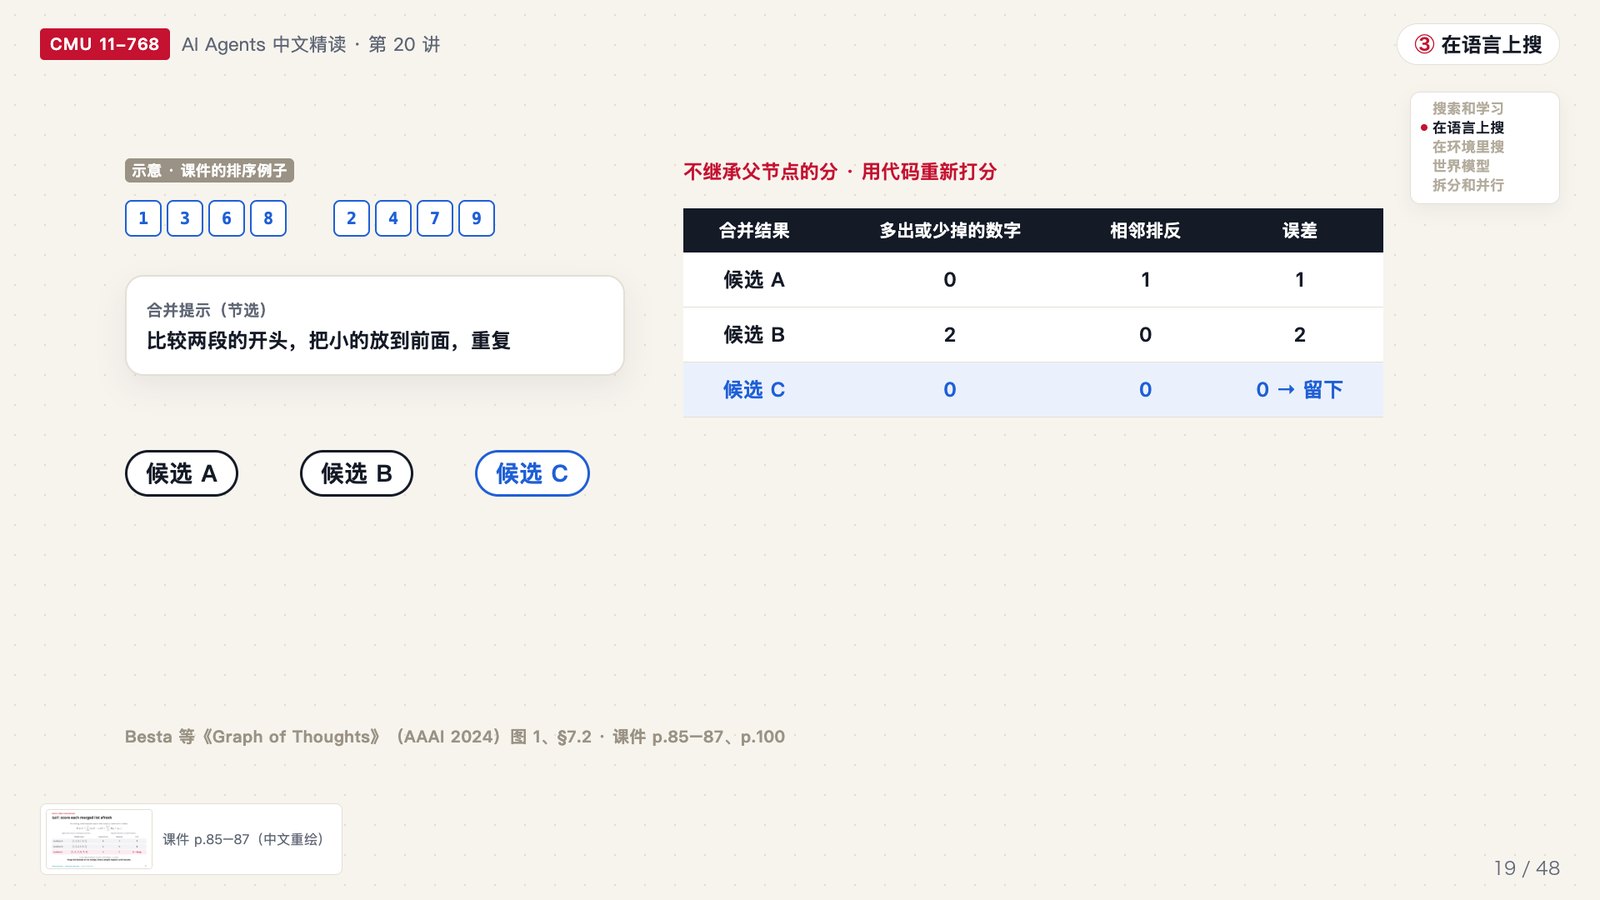 CMU 11-768 AI Agents 中文精读 · 第 20 讲
③ 在语言上搜
搜索和学习
在语言上搜
在环境里搜
世界模型
拆分和并行
示意 · 课件的排序例子
1 3 6 8 2 4 7 9
合并提示（节选）
比较两段的开头，把小的放到前面，重复
候选 A 候选 B 候选 C
不继承父节点的分 · 用代码重新打分
合并结果 多出或少掉的数字 相邻排反 误差
候选 A 0 1 1
候选 B 2 0 2
候选 C 0 0 0 → 留下
Besta 等《Graph of Thoughts》（AAAI 2024）图 1、§7.2 · 课件 p.85—87、p.100
课件 p.85—87（中文重绘）
19 / 48